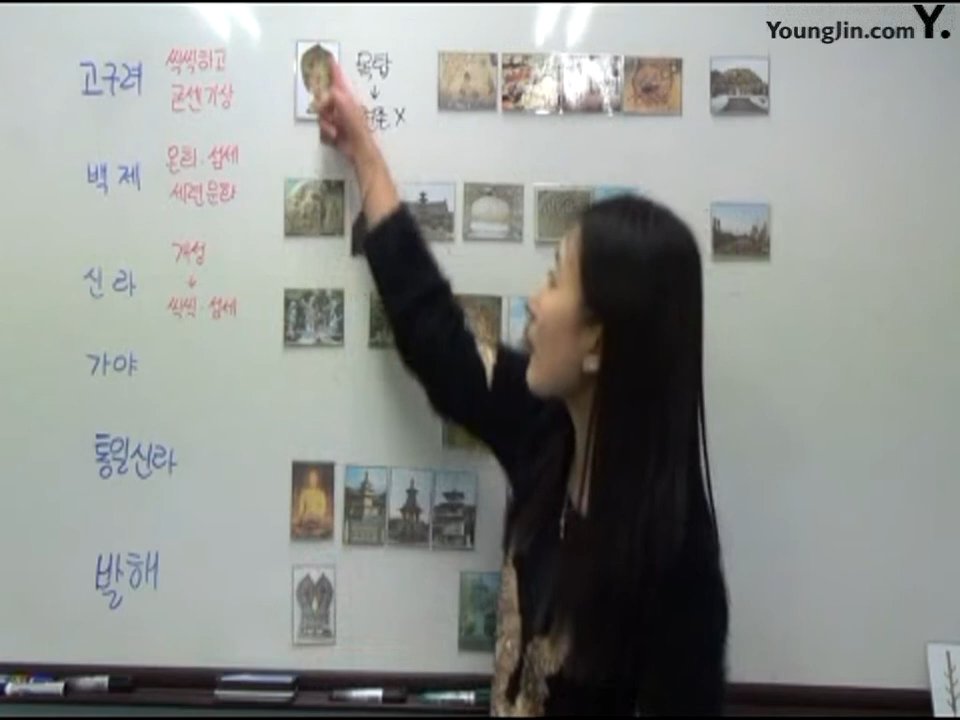 YoungJin.com Y.
고구려
씩씩하고
굳센기상
목탑
↓
현존 X
백제
온화·섬세
세련문화
신라
개성
↓
씩씩·섬세
가야
통일신라
발해